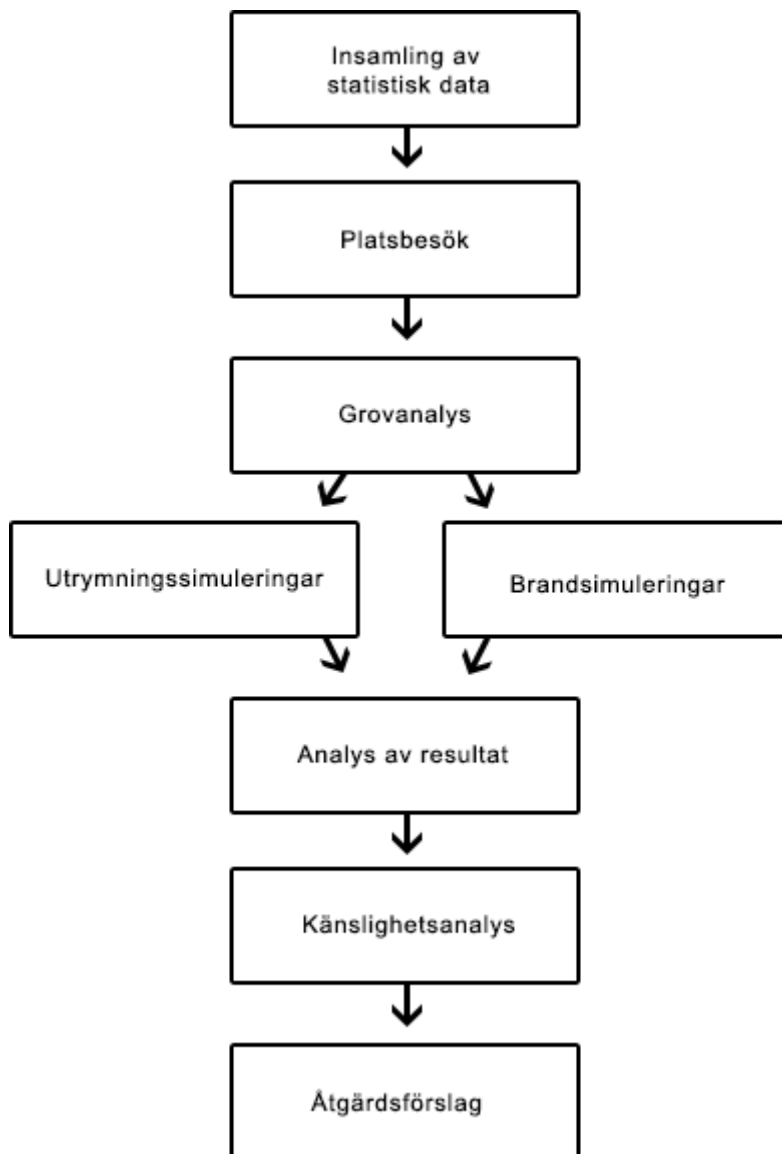 Insamling av
statistisk data
Platsbesök
Grovanalys
Utrymningssimuleringar
Brandsimuleringar
Analys av resultat
Känslighetsanalys
Åtgärdsförslag